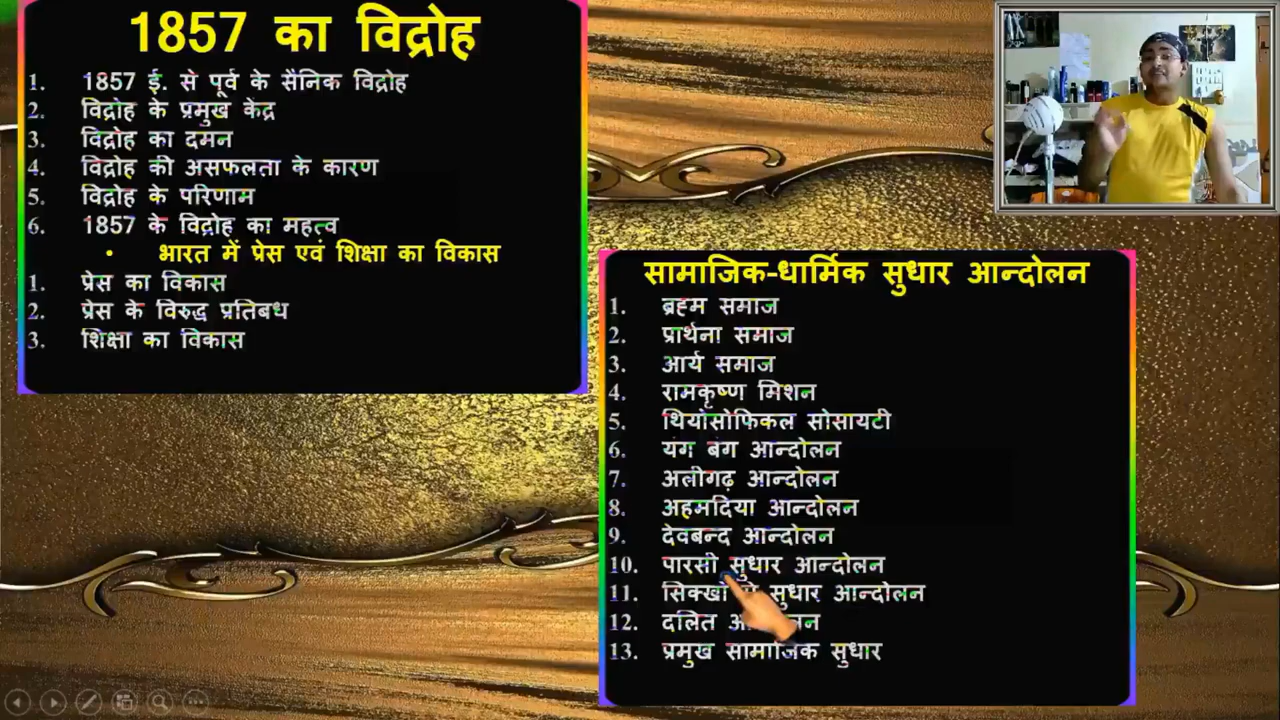 1857 का विद्रोह
1. 1857 ई. से पूर्व के सैनिक विद्रोह
2. विद्रोह के प्रमुख केंद्र
3. विद्रोह का दमन
4. विद्रोह की असफलता के कारण
5. विद्रोह के परिणाम
6. 1857 के विद्रोह का महत्व
• भारत में प्रेस एवं शिक्षा का विकास
1. प्रेस का विकास
2. प्रेस के विरुद्ध प्रतिबंध
3. शिक्षा का विकास
सामाजिक-धार्मिक सुधार आन्दोलन
1. ब्रह्म समाज
2. प्रार्थना समाज
3. आर्य समाज
4. रामकृष्ण मिशन
5. थियोसोफिकल सोसायटी
6. यंग बंग आन्दोलन
7. अलीगढ़ आन्दोलन
8. अहमदिया आन्दोलन
9. देवबन्द आन्दोलन
10. पारसी सुधार आन्दोलन
11. सिक्खों सुधार आन्दोलन
12. दलित
13. प्रमुख सामाजिक सुधार